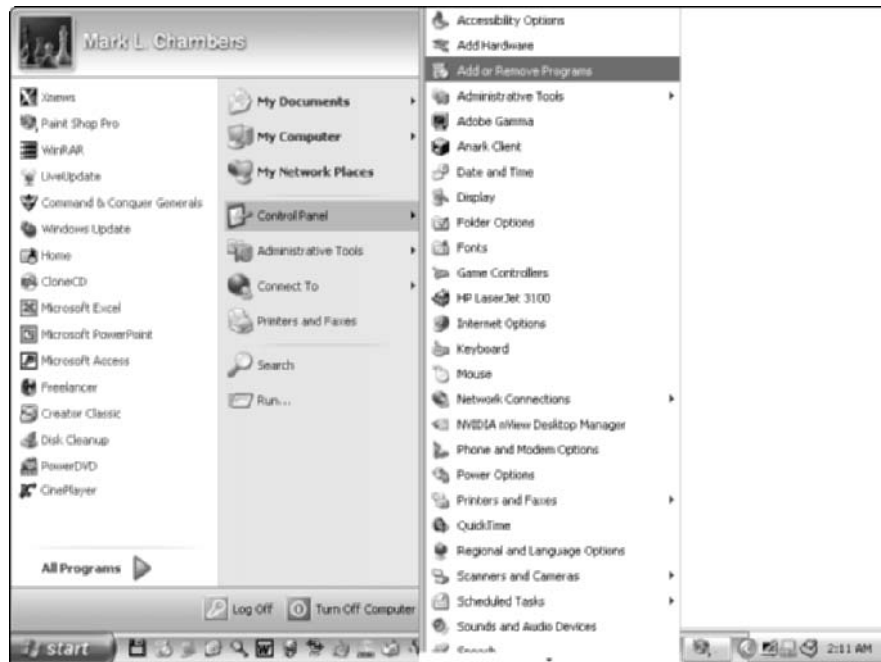 Mark L. Chambers
Xnews
Paint Shop Pro
WinRAR
LiveUpdate
Command & Conquer Generals
Windows Update
Home
CloneCD
Microsoft Excel
Microsoft PowerPoint
Microsoft Access
Freelancer
Creator Classic
Disk Cleanup
PowerDVD
CinePlayer
All Programs
My Documents
My Computer
My Network Places
Control Panel
Administrative Tools
Connect To
Printers and Faxes
Search
Run...
Accessibility Options
Add Hardware
Add or Remove Programs
Administrative Tools
Adobe Gamma
Anark Client
Date and Time
Display
Folder Options
Fonts
Game Controllers
HP LaserJet 3100
Internet Options
Keyboard
Mouse
Network Connections
NVIDIA nView Desktop Manager
Phone and Modem Options
Power Options
Printers and Faxes
QuickTime
Regional and Language Options
Scanners and Cameras
Scheduled Tasks
Sounds and Audio Devices
Speech
Log Off
Turn Off Computer
start
2:11 AM